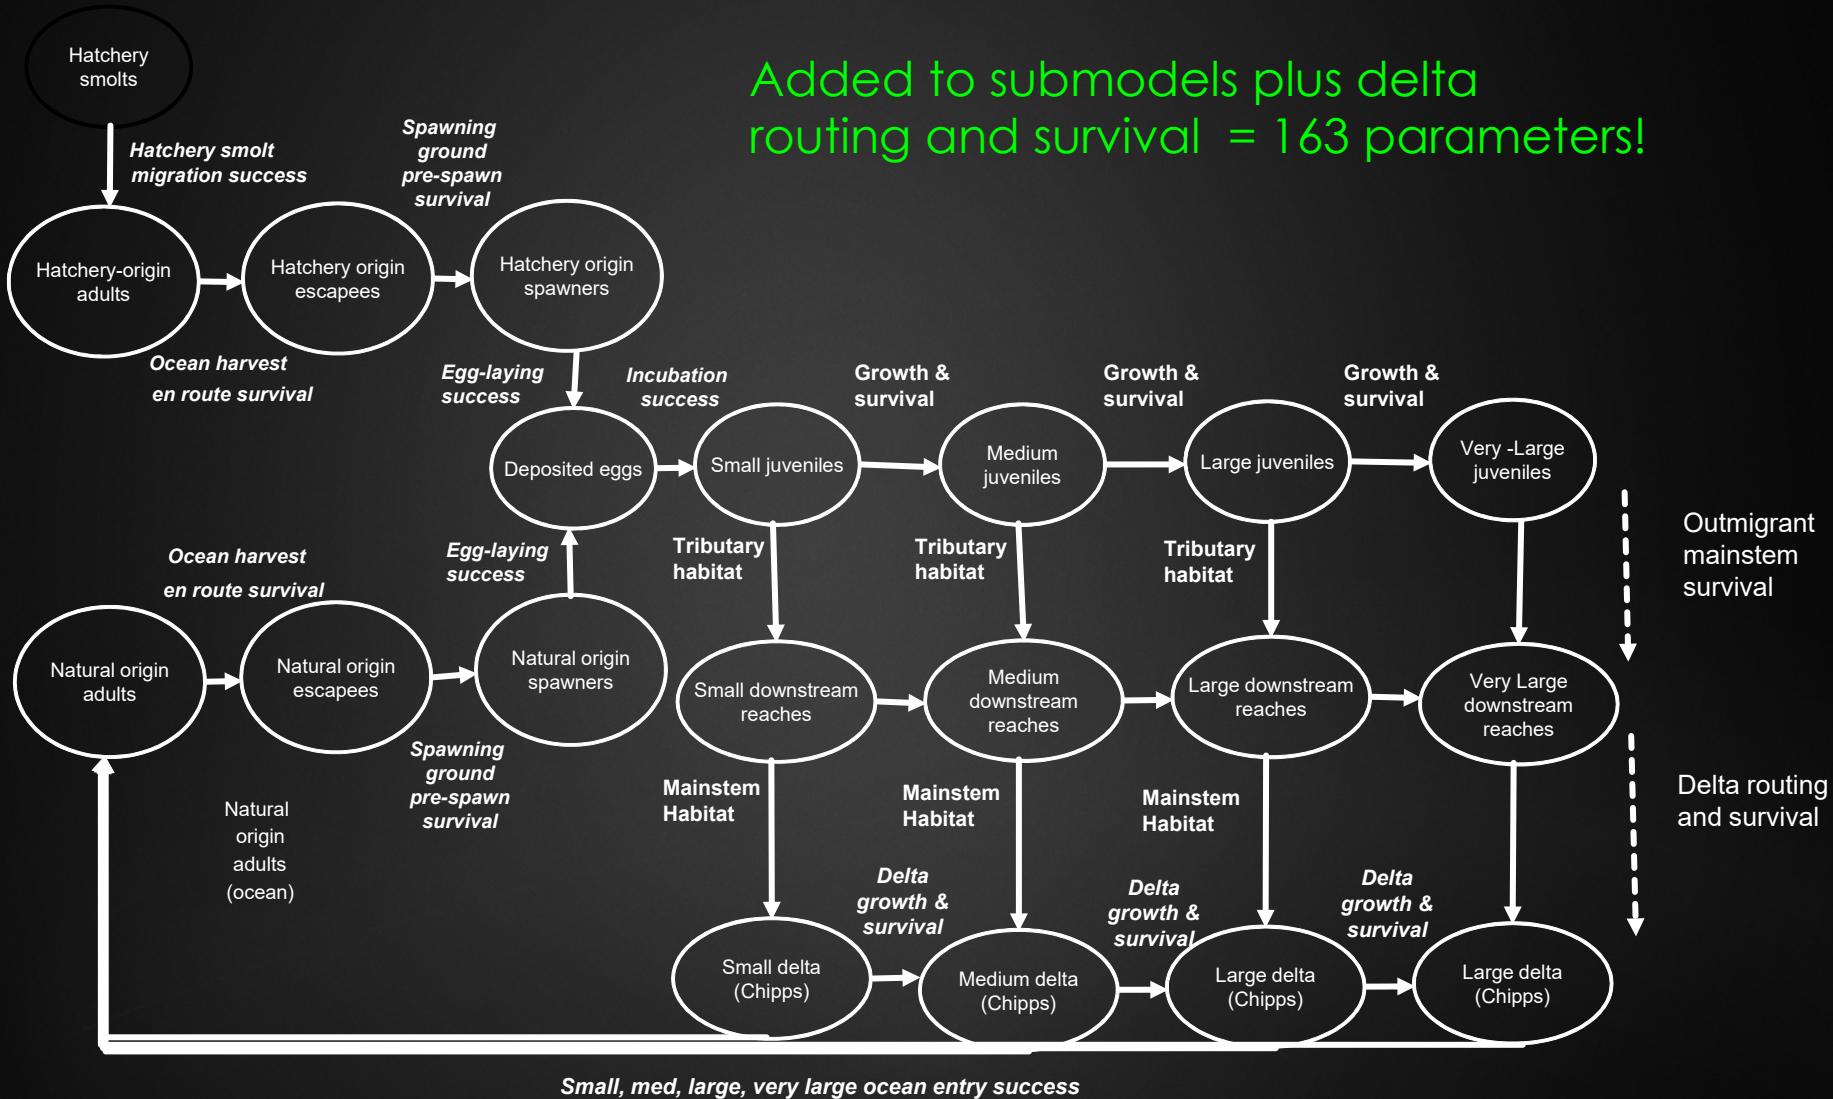 Added to submodels plus delta
routing and survival = 163 parameters!
Hatchery
smolts
Hatchery smolt
migration success
Spawning
ground
pre-spawn
survival
Hatchery-origin
adults
Hatchery origin
escapees
Hatchery origin
spawners
Ocean harvest
en route survival
Egg-laying
success
Incubation
success
Growth &
survival
Growth &
survival
Growth &
survival
Deposited eggs
Small juveniles
Medium
juveniles
Large juveniles
Very -Large
juveniles
Outmigrant
mainstem
survival
Ocean harvest
en route survival
Egg-laying
success
Tributary
habitat
Tributary
habitat
Tributary
habitat
Natural origin
adults
Natural origin
escapees
Natural origin
spawners
Small downstream
reaches
Medium
downstream
reaches
Large downstream
reaches
Very Large
downstream
reaches
Spawning
ground
pre-spawn
survival
Natural
origin
adults
(ocean)
Mainstem
Habitat
Mainstem
Habitat
Mainstem
Habitat
Delta routing
and survival
Delta
growth &
survival
Delta
growth &
survival
Delta
growth &
survival
Small delta
(Chipps)
Medium delta
(Chipps)
Large delta
(Chipps)
Large delta
(Chipps)
Small, med, large, very large ocean entry success